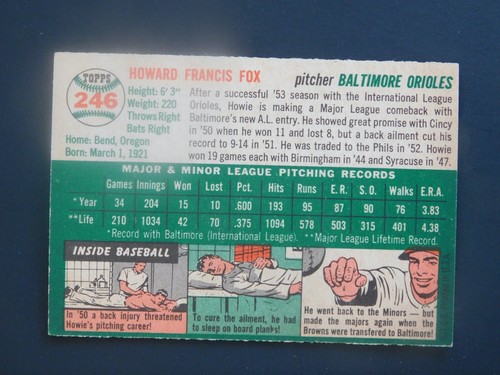 TOPPS
246
HOWARD FRANCIS FOX
pitcher BALTIMORE ORIOLES
Height: 6' 3"
Weight: 220
Throws Right
Bats Right
Home: Bend, Oregon
Born: March 1, 1921
After a successful '53 season with the International League
Orioles, Howie is making a Major League comeback with
Baltimore's new A.L. entry. He showed great promise with Cincy
in '50 when he won 11 and lost 8, but a back ailment cut his
record to 9-14 in '51. He was traded to the Phils in '52. Howie
won 19 games each with Birmingham in '44 and Syracuse in '47.
MAJOR & MINOR LEAGUE PITCHING RECORDS
Games Innings Won Lost Pct. Hits Runs E.R. S.O. Walks E.R.A.
*Year 34 204 15 10 .600 193 95 87 90 76 3.83
**Life 210 1034 42 70 .375 1094 578 503 315 401 4.38
*Record with Baltimore (International League). **Major League Lifetime Record.
INSIDE BASEBALL
In '50 a back injury threatened
Howie's pitching career!
To cure the ailment, he had
to sleep on board planks!
He went back to the Minors — but
made the majors again when the
Browns were transferred to Baltimore!